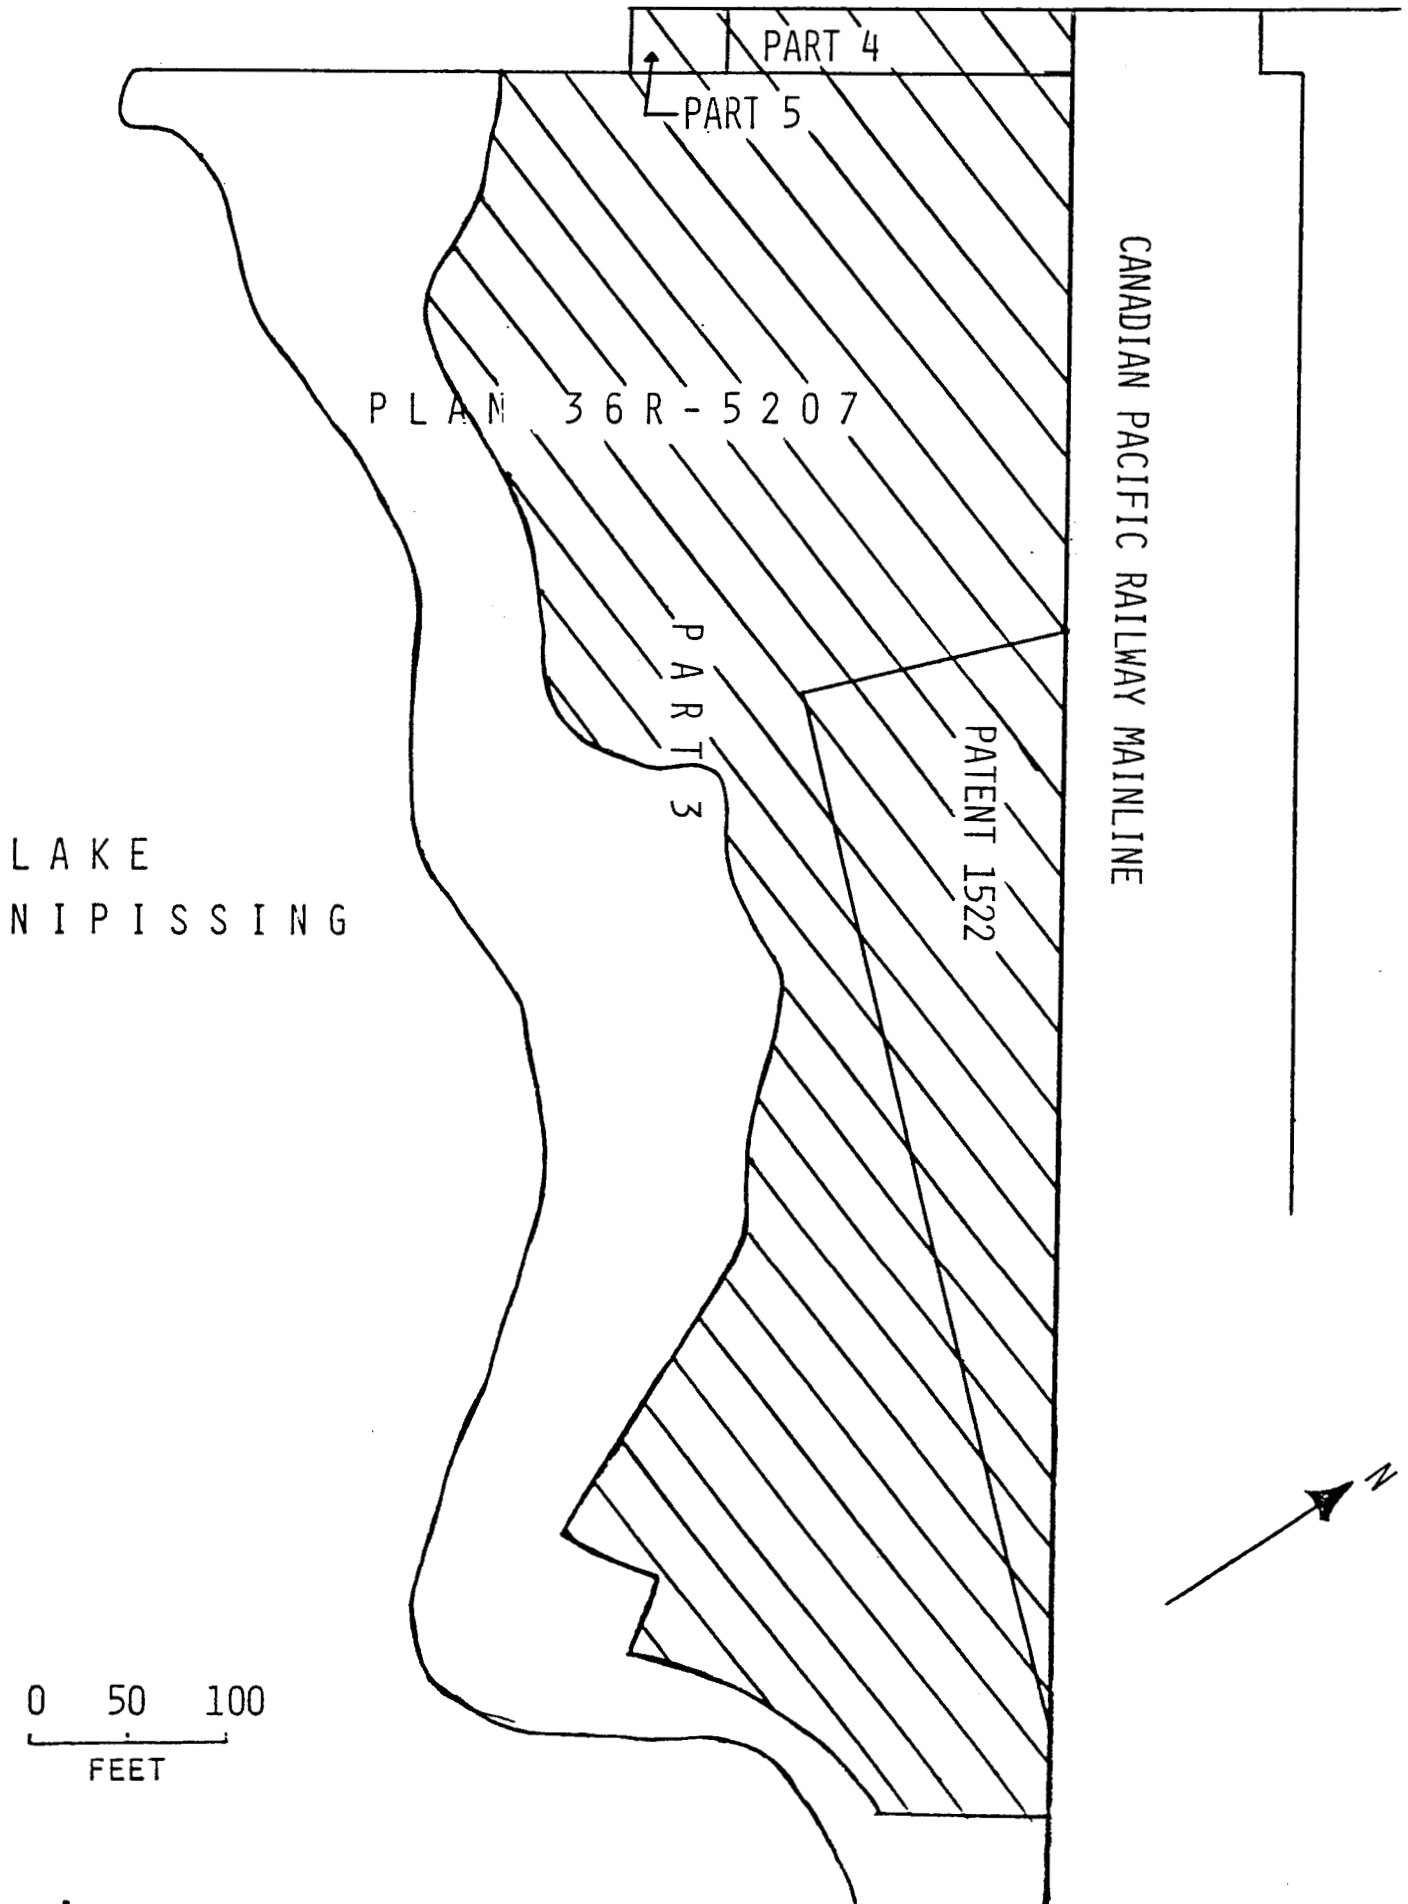 PART 4
PART 5
CANADIAN PACIFIC RAILWAY MAINLINE
PLAN 36R-5207
PART 3
PATENT 1522
LAKE
NIPISSING
N
0 50 100
FEET